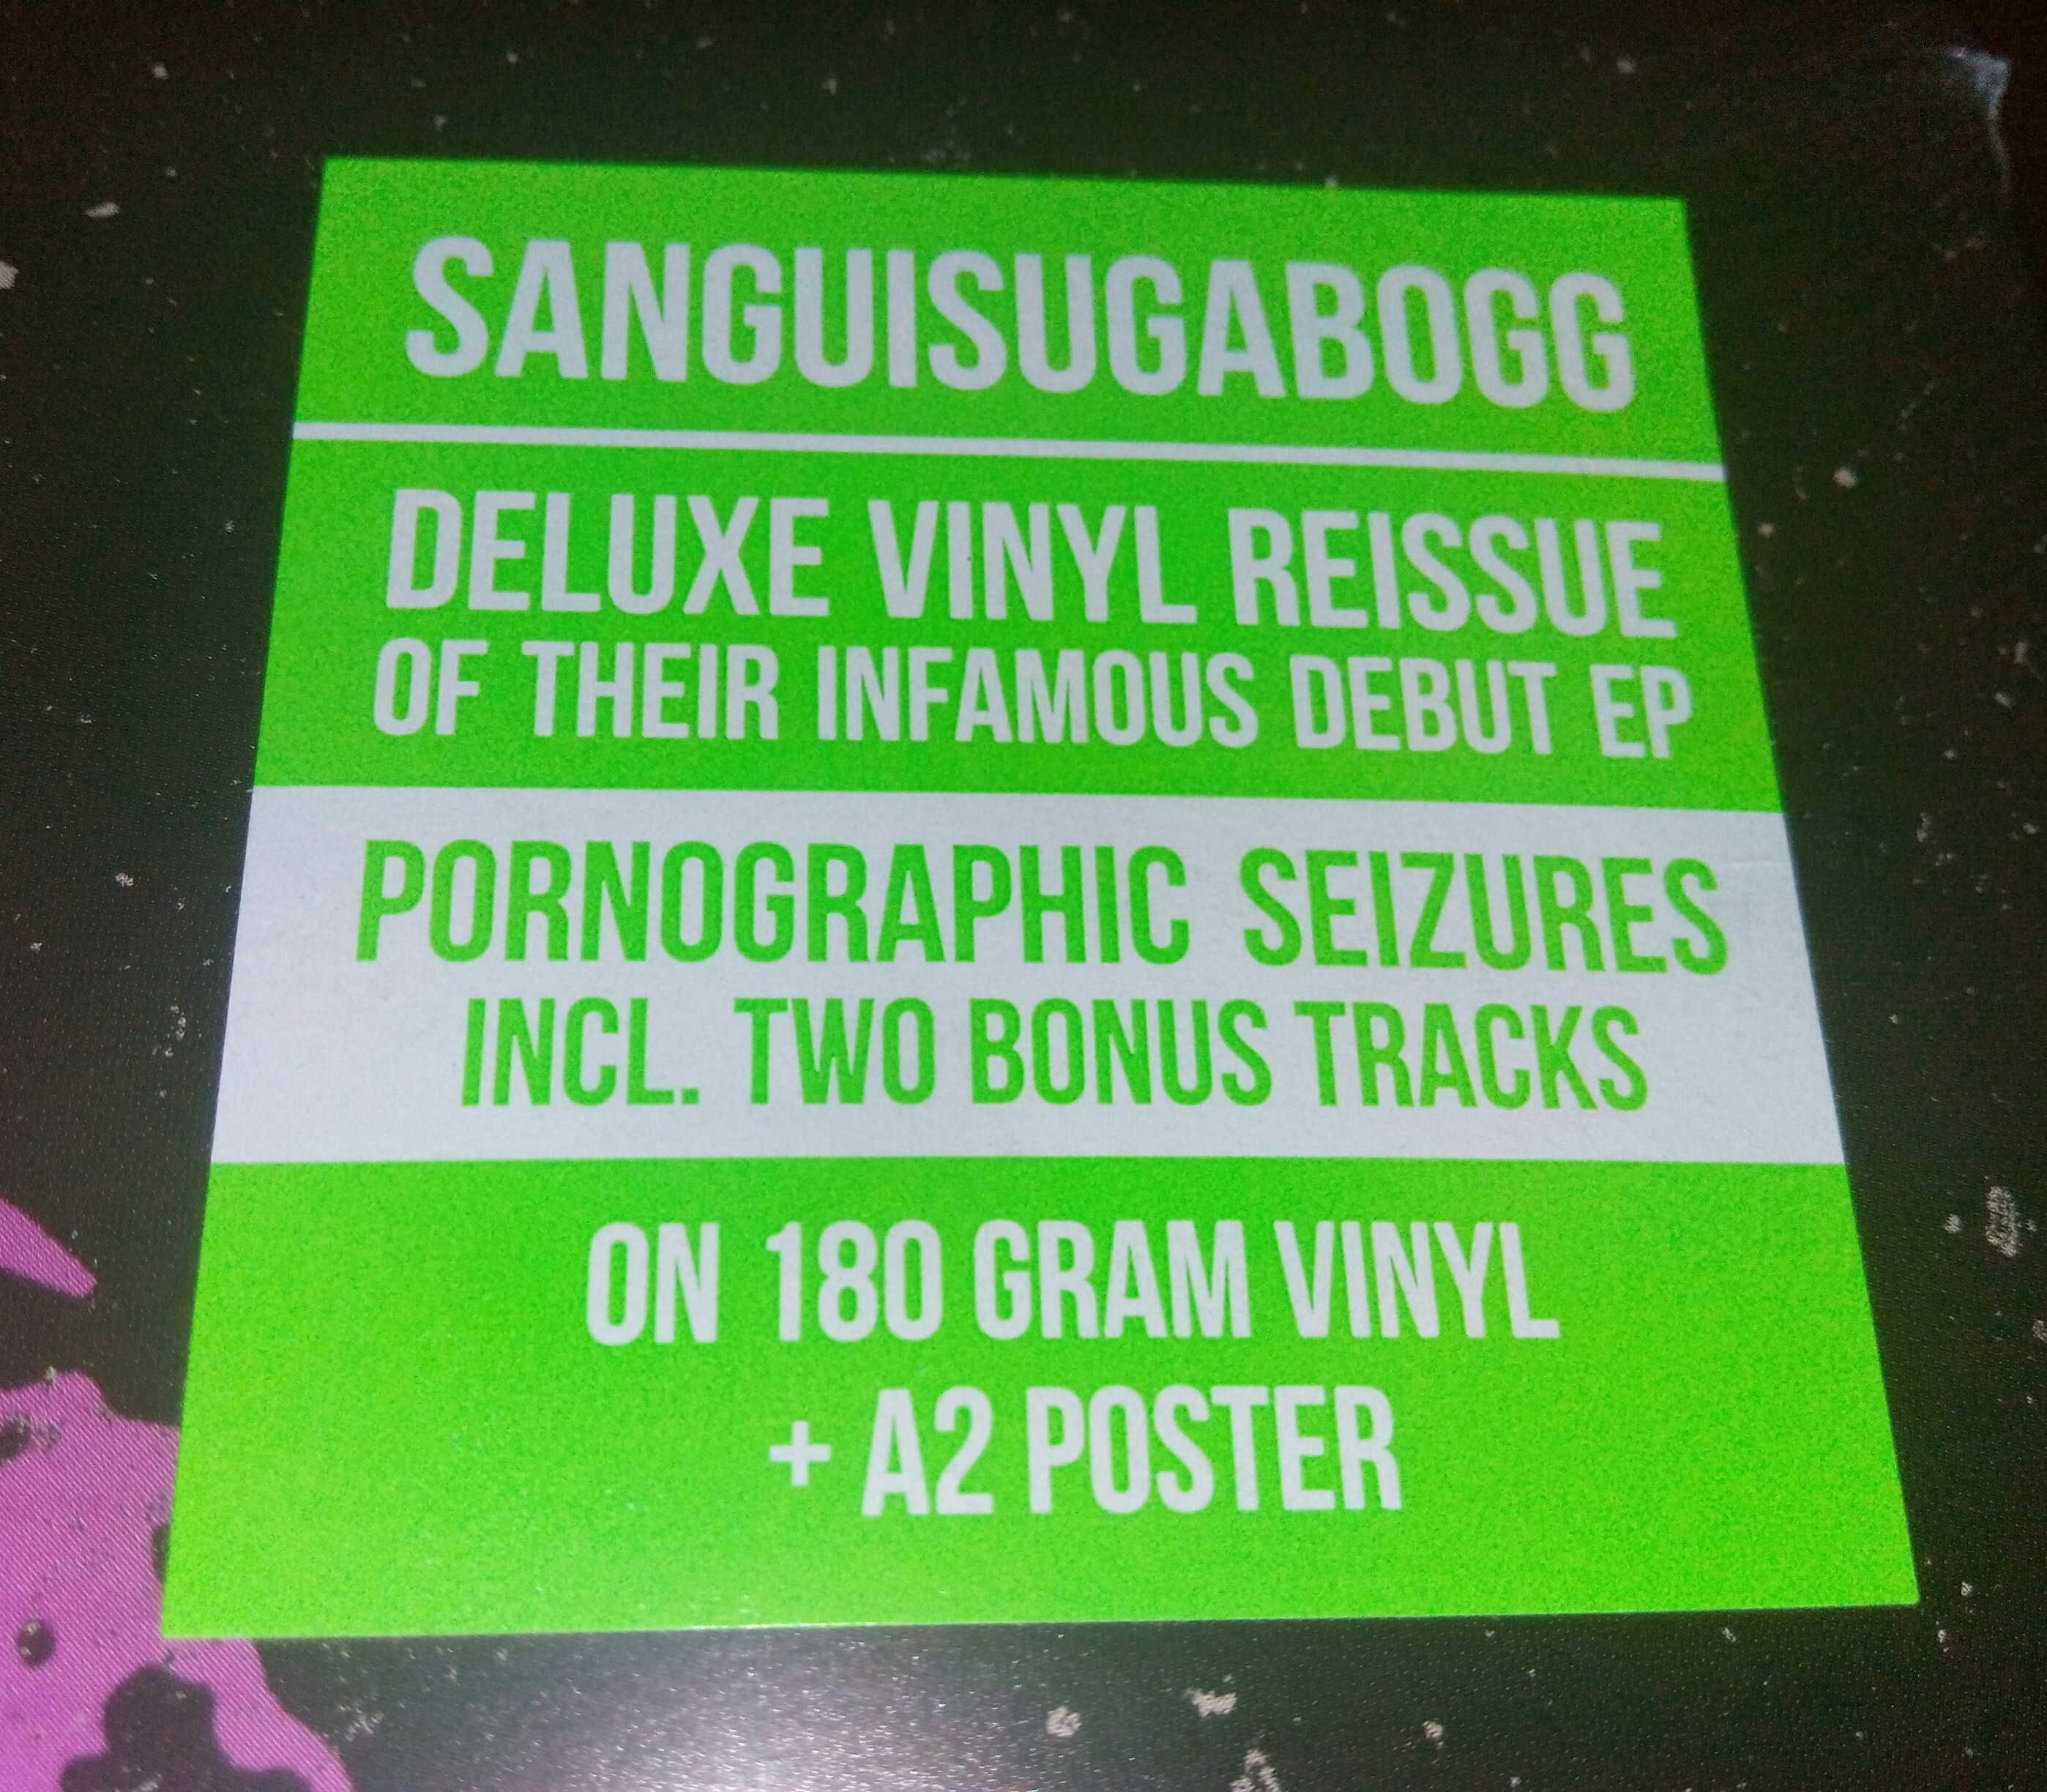 SANGUISUGABOGG
DELUXE VINYL REISSUE
OF THEIR INFAMOUS DEBUT EP
PORNOGRAPHIC SEIZURES
INCL. TWO BONUS TRACKS
ON 180 GRAM VINYL
+ A2 POSTER